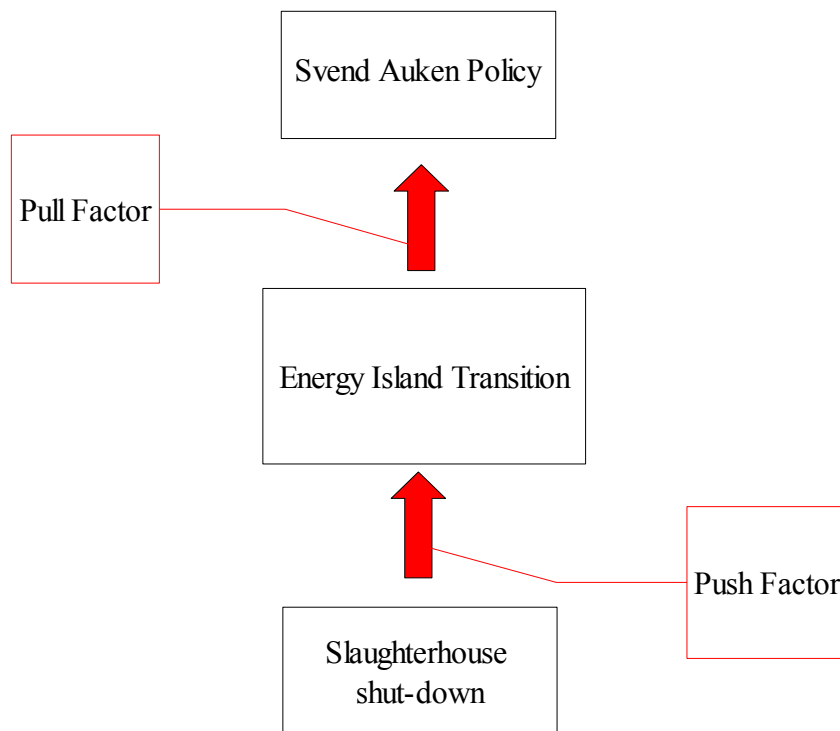 Svend Auken Policy
Pull Factor
Energy Island Transition
Push Factor
Slaughterhouse
shut-down